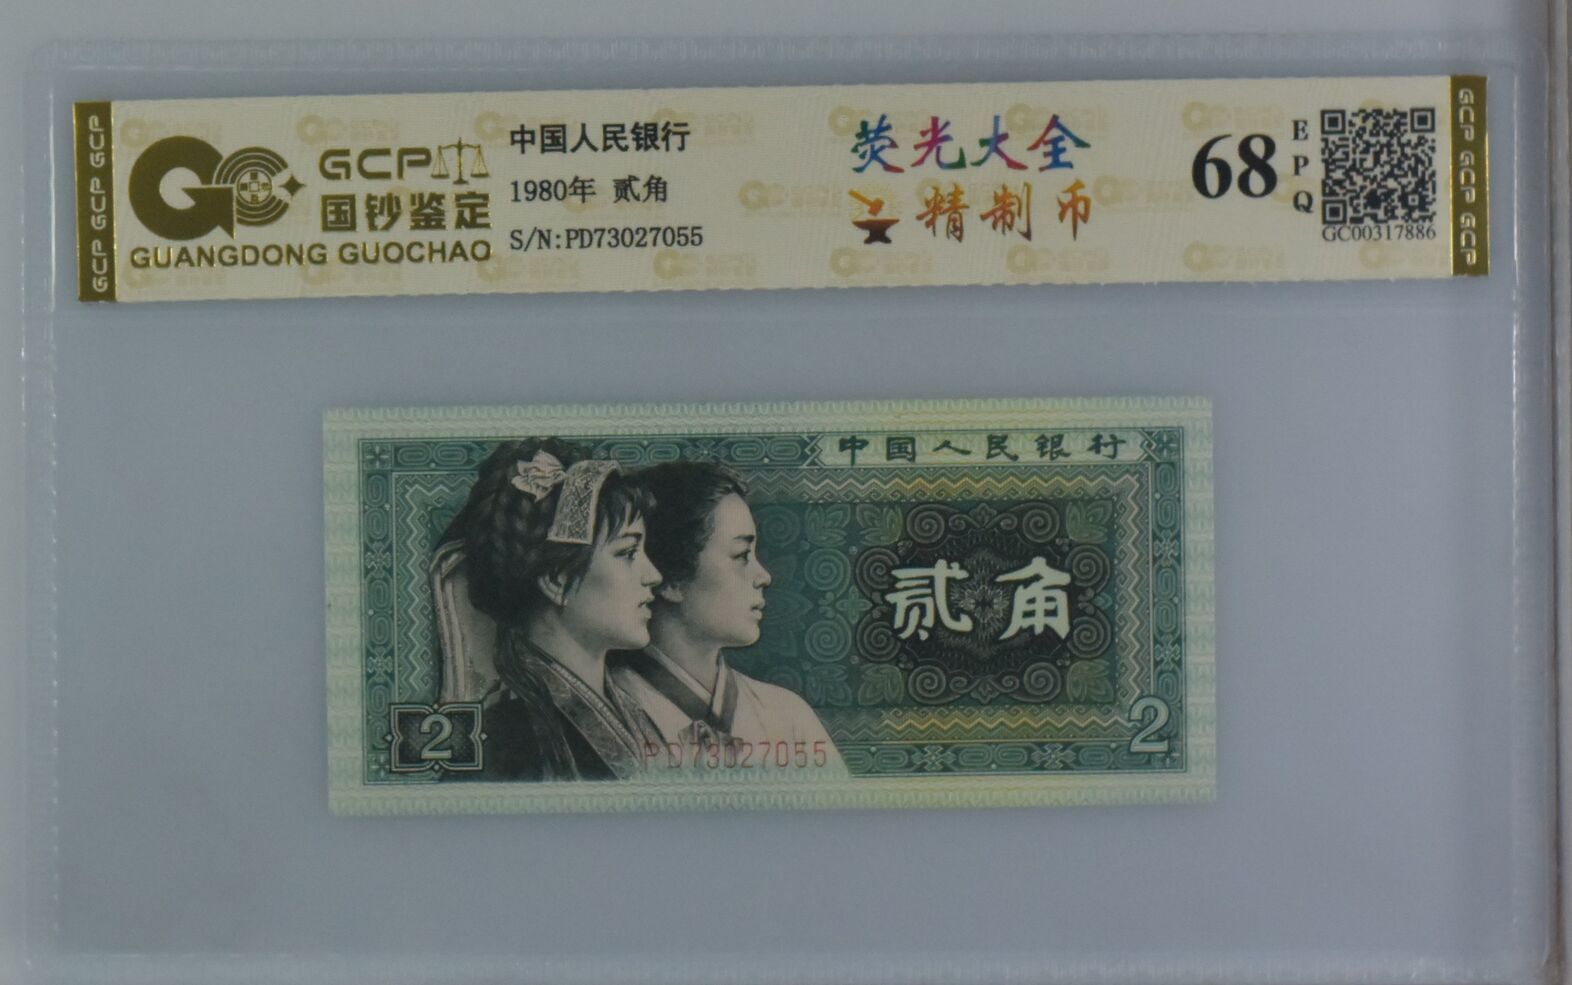 GCP GCP GCP
GCP
国钞鉴定
GUANGDONG GUOCHAO
中国人民银行
1980年 贰角
S/N:PD73027055
荧光大全
精制币
68
EPQ
GC00317886
GCP GCP GCP
中国人民银行
贰角
2
2
PD73027055